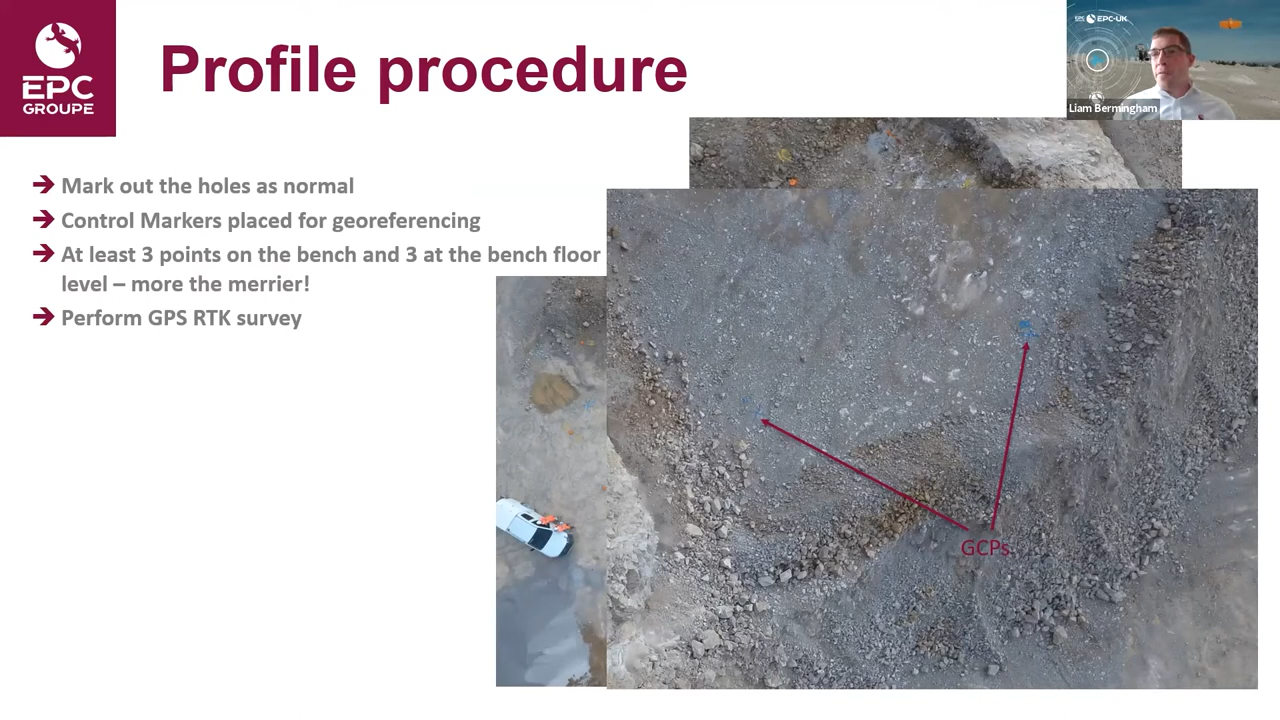 EPC
GROUPE
Profile procedure
EPC-UK
Liam Bermingham
Mark out the holes as normal
Control Markers placed for georeferencing
At least 3 points on the bench and 3 at the bench floor
level – more the merrier!
Perform GPS RTK survey
GCPs